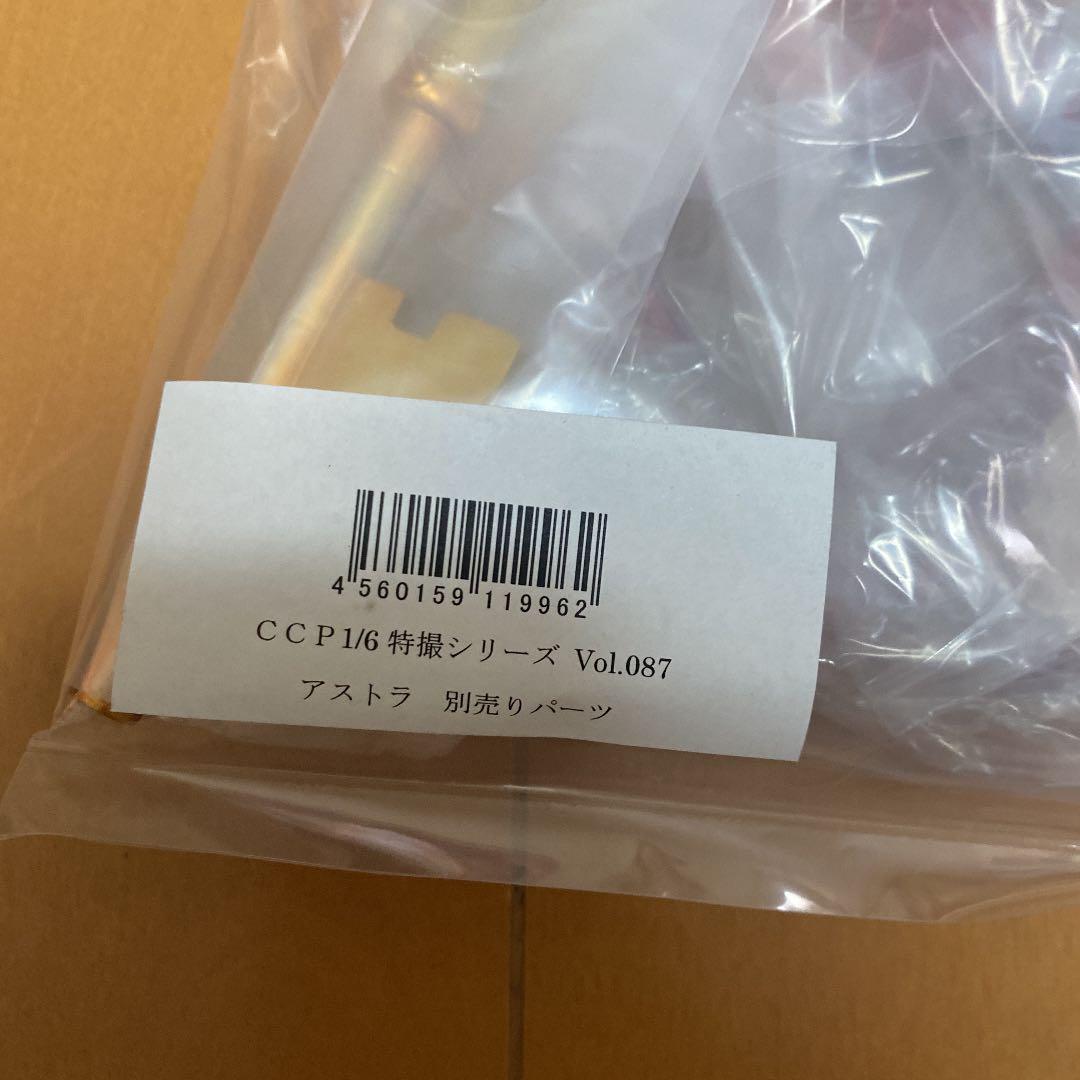 4 560159 119962
ＣＣＰ1/6 特撮シリーズ Vol.087
アストラ　別売りパーツ